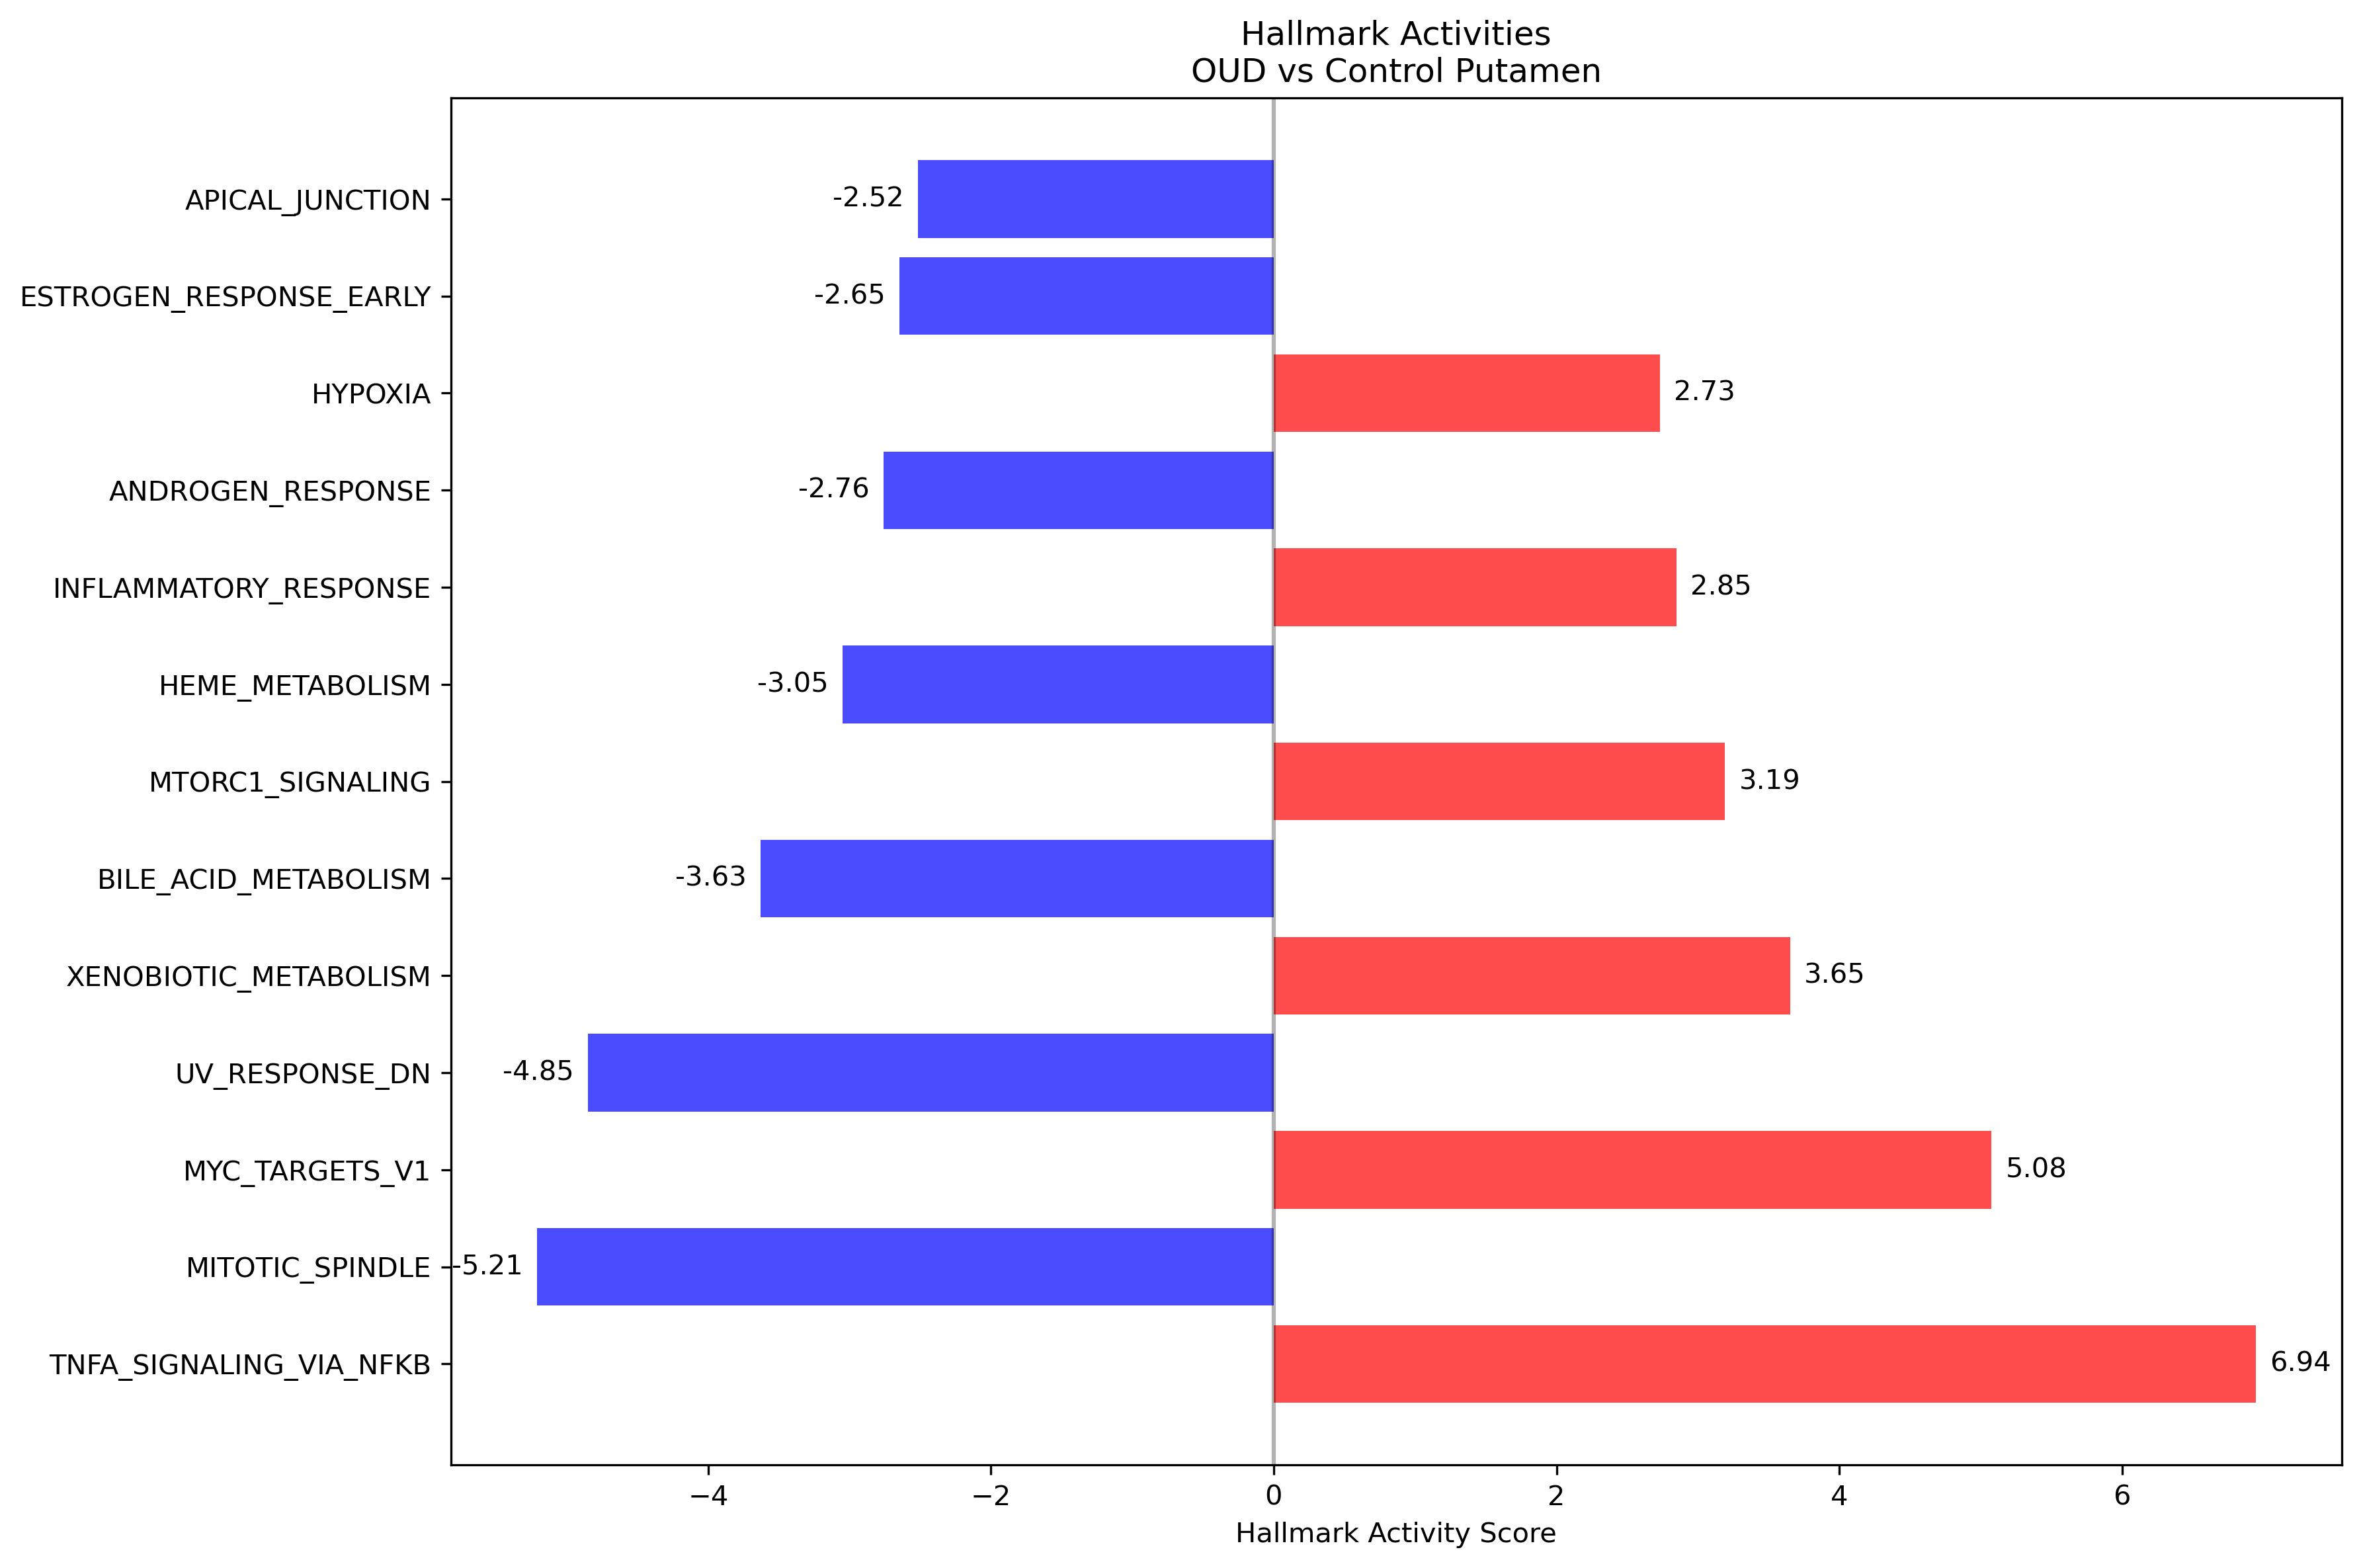 Hallmark Activities
OUD vs Control Putamen
APICAL_JUNCTION -2.52
ESTROGEN_RESPONSE_EARLY -2.65
HYPOXIA 2.73
ANDROGEN_RESPONSE -2.76
INFLAMMATORY_RESPONSE 2.85
HEME_METABOLISM -3.05
MTORC1_SIGNALING 3.19
BILE_ACID_METABOLISM -3.63
XENOBIOTIC_METABOLISM 3.65
UV_RESPONSE_DN -4.85
MYC_TARGETS_V1 5.08
MITOTIC_SPINDLE -5.21
TNFA_SIGNALING_VIA_NFKB 6.94
−4 −2 0 2 4 6
Hallmark Activity Score